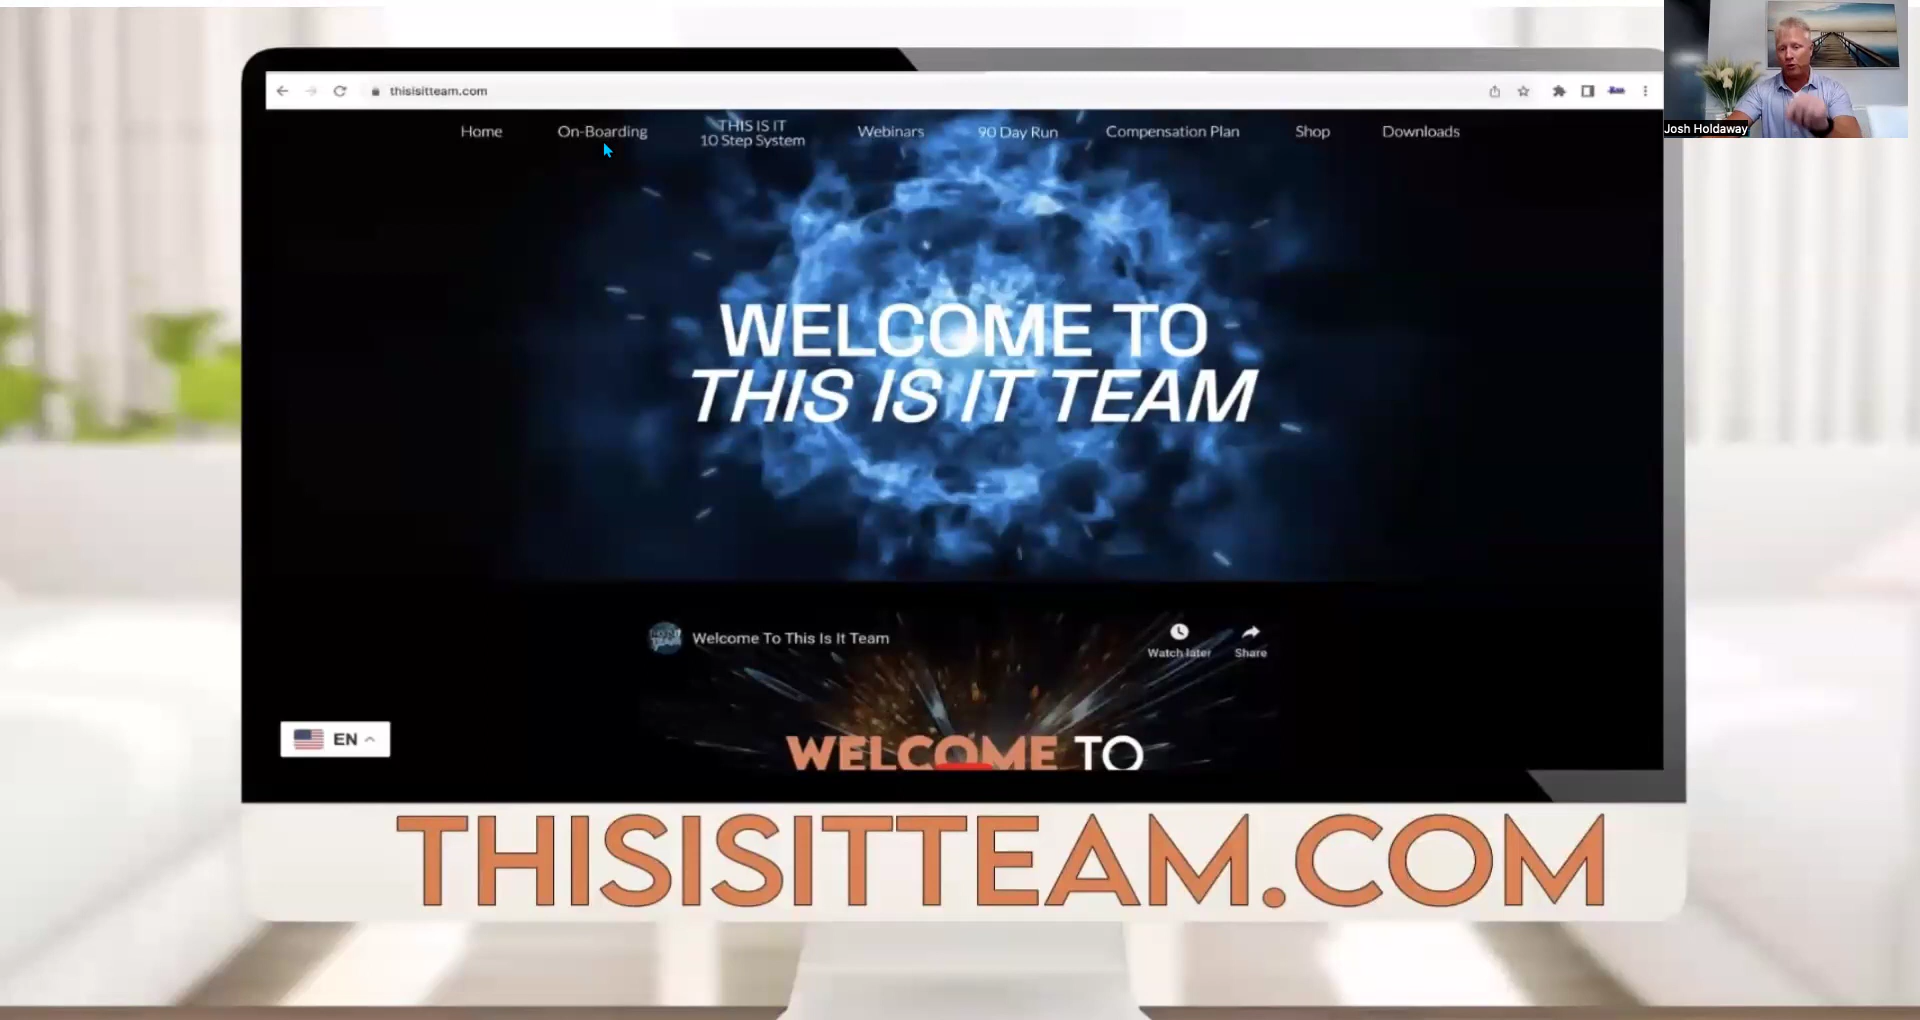 thisisitteam.com
Home
On-Boarding
THIS IS IT
10 Step System
Webinars
90 Day Run
Compensation Plan
Shop
Downloads
Josh Holdaway
WELCOME TO
THIS IS IT TEAM
Welcome To This Is It Team
Watch later
Share
WELCOME TO
EN
THISISITTEAM.COM